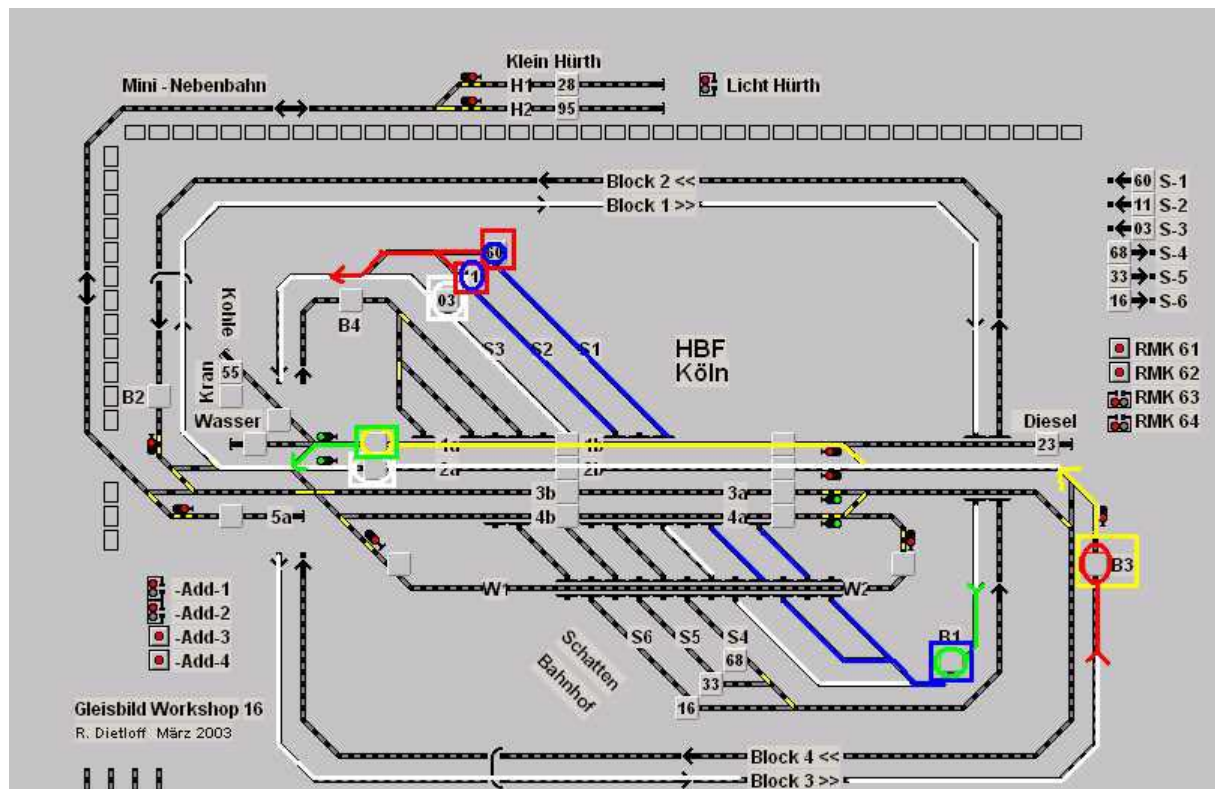 Klein Hürth
Mini - Nebenbahn
H1 28
Licht Hürth
H2 95
Block 2 <<
60 S-1
Block 1 >>
11 S-2
03 S-3
60
68 S-4
33 S-5
03
16 S-6
B4
Kohle
S3 S2 S1
HBF
Köln
RMK 61
55
RMK 62
B2
Kran
RMK 63
Wasser
Diesel
RMK 64
1b
23
2a 2b
3b 3a
5a 4b 4a
B3
-Add-1
W1 W2
-Add-2
S6 S5 S4
B1
-Add-3
Schatten
Bahnhof
68
-Add-4
33
16
Gleisbild Workshop 16
R. Dietloff März 2003
Block 4 <<
Block 3 >>